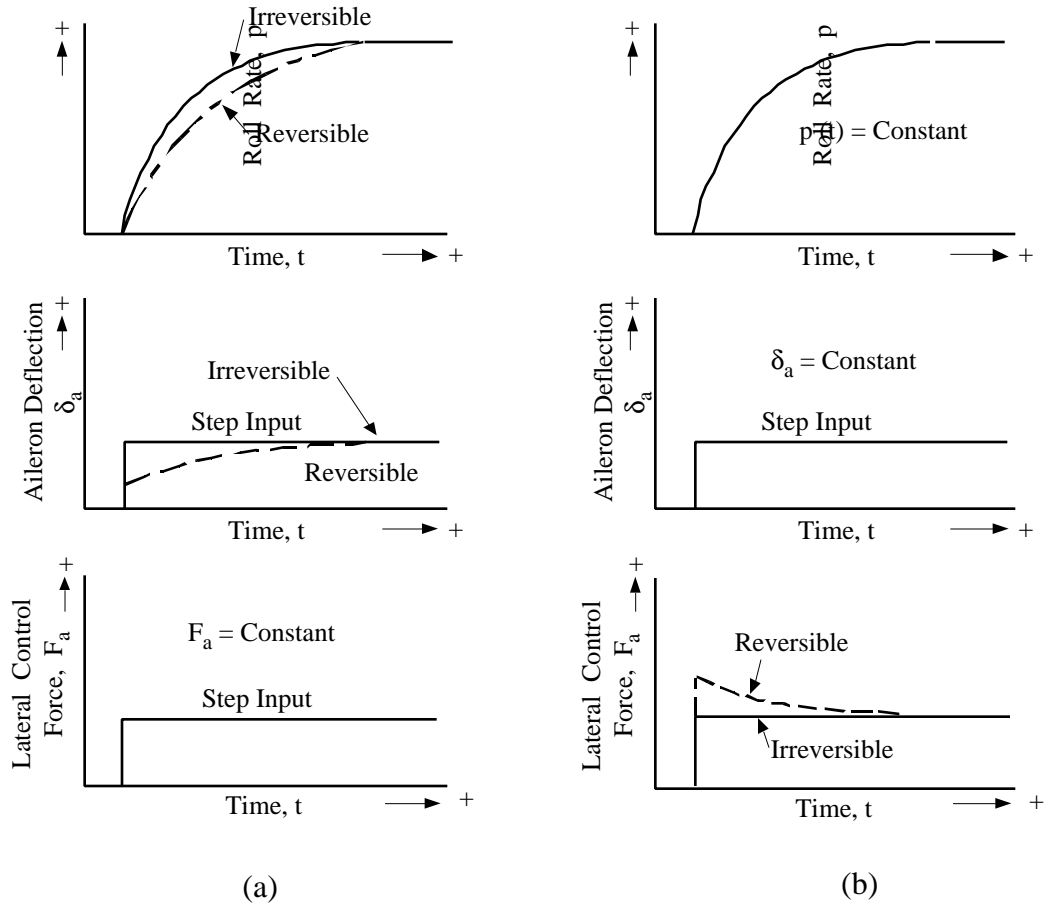 +
Roll Rate, p
Irreversible
Reversible
Time, t
+
+
Aileron Deflection
δa
Irreversible
Step Input
Reversible
Time, t
+
+
Lateral Control
Force, Fa
Fa = Constant
Step Input
Time, t
+
(a)
+
Roll Rate, p
p (t) = Constant
Time, t
+
+
Aileron Deflection
δa
δa = Constant
Step Input
Time, t
+
+
Lateral Control
Force, Fa
Reversible
Irreversible
Time, t
+
(b)